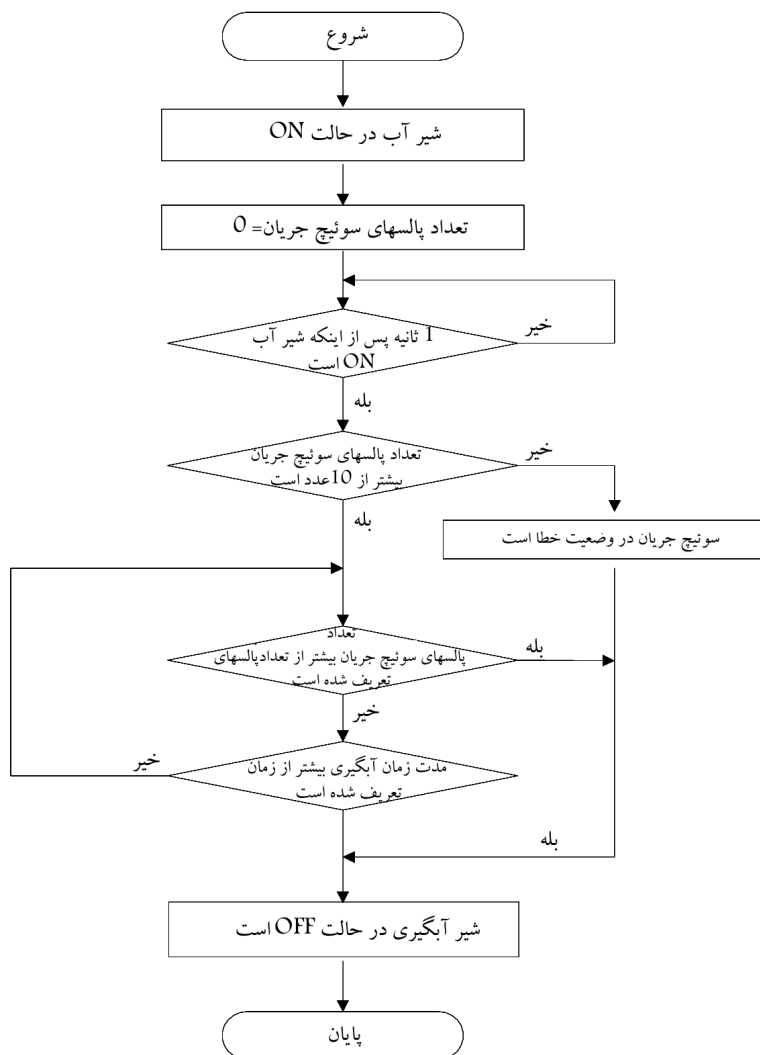 شروع
شیر آب در حالت ON
تعداد پالسهای سوئیچ جریان= 0
1 ثانیه پس از اینکه شیر آب
ON است
خیر
بله
تعداد پالسهای سوئیچ جریان
بیشتر از 10عدد است
خیر
بله
سوئیچ جریان در وضعیت خطا است
تعداد
پالسهای سوئیچ جریان بیشتر از تعدادپالسهای
تعریف شده است
بله
خیر
مدت زمان آبگیری بیشتر از زمان
تعریف شده است
خیر
بله
شیر آبگیری در حالت OFF است
پایان